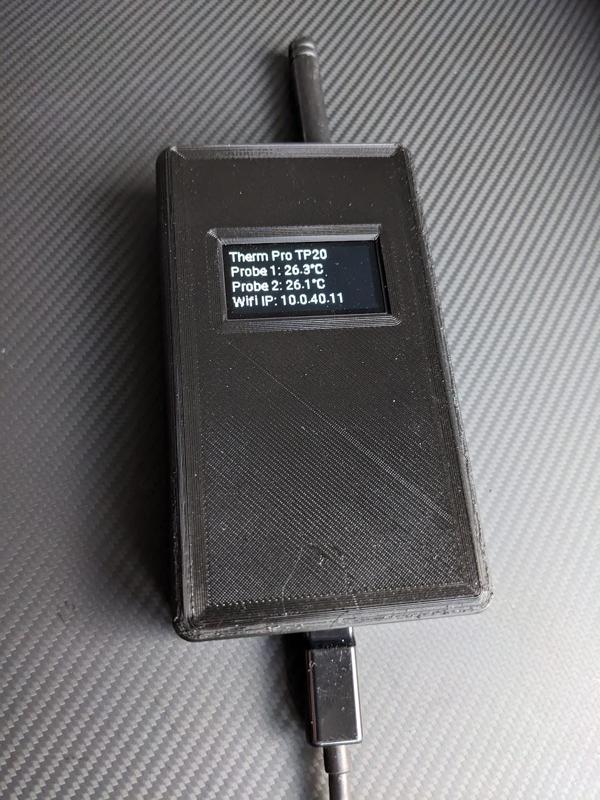 Therm Pro TP20
Probe 1: 26.3°C
Probe 2: 26.1°C
Wifi IP: 10.0.40.11